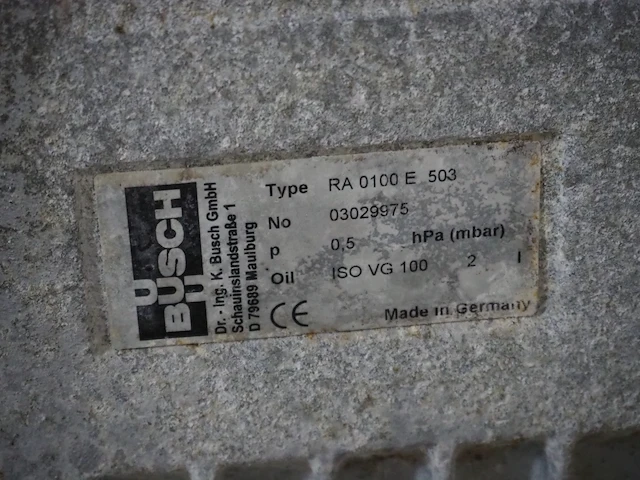 BUSCH
Dr. - Ing. K. Busch GmbH
Schauinslandstraße 1
D 79689 Maulburg
Type RA 0100 E 503
No 03029975
p 0,5 hPa (mbar)
Oil ISO VG 100 2 l
CE Made in Germany